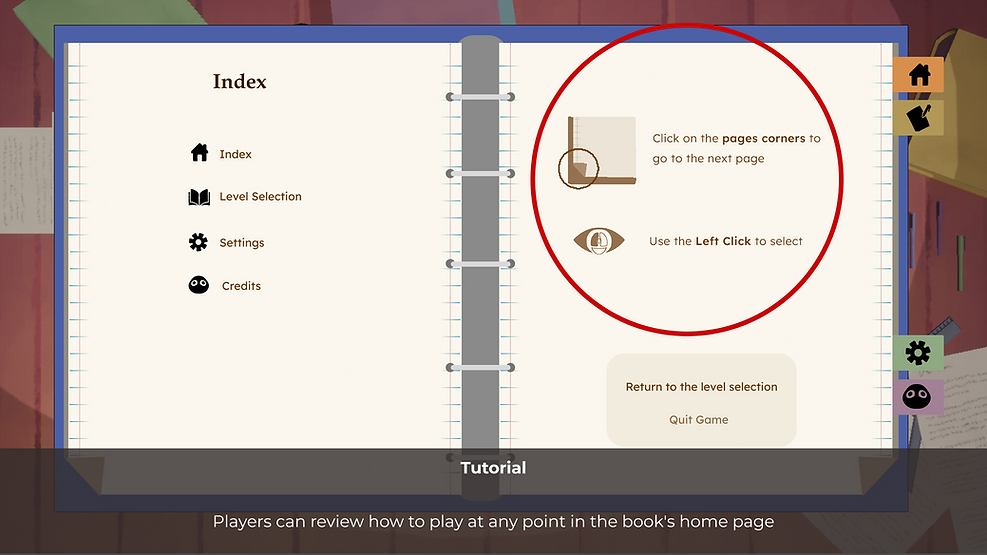 Index
Index
Level Selection
Settings
Credits
Click on the pages corners to
go to the next page
Use the Left Click to select
Return to the level selection
Quit Game
Tutorial
Players can review how to play at any point in the book's home page